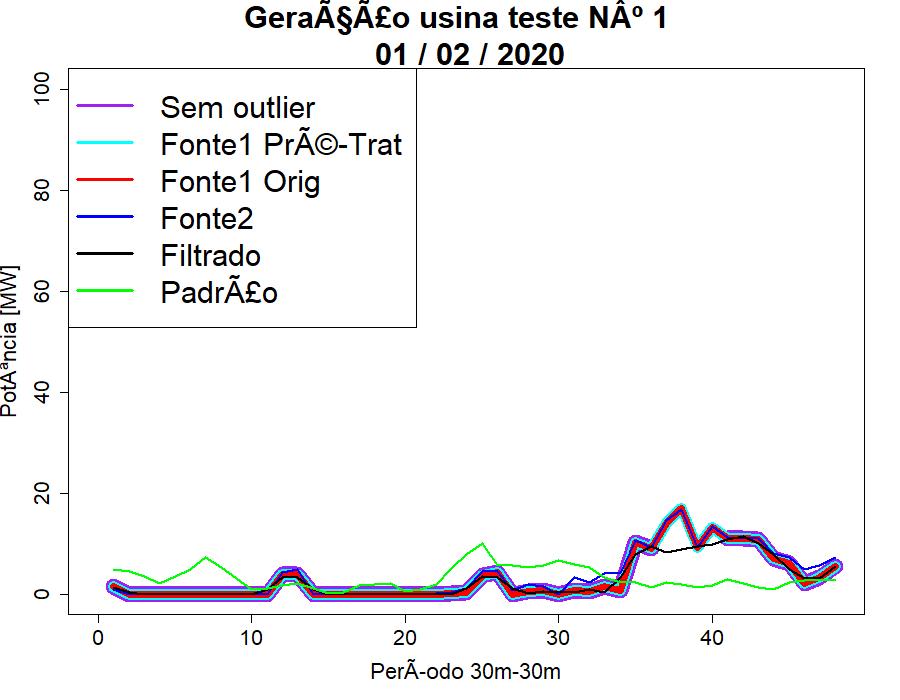 GeraÃ§Ã£o usina teste NÂº 1
01 / 02 / 2020
Sem outlier
Fonte1 PrÃ©-Trat
Fonte1 Orig
Fonte2
Filtrado
PadrÃ£o
PotÃªncia [MW]
100
80
60
40
20
0
0 10 20 30 40
PerÃ­-odo 30m-30m